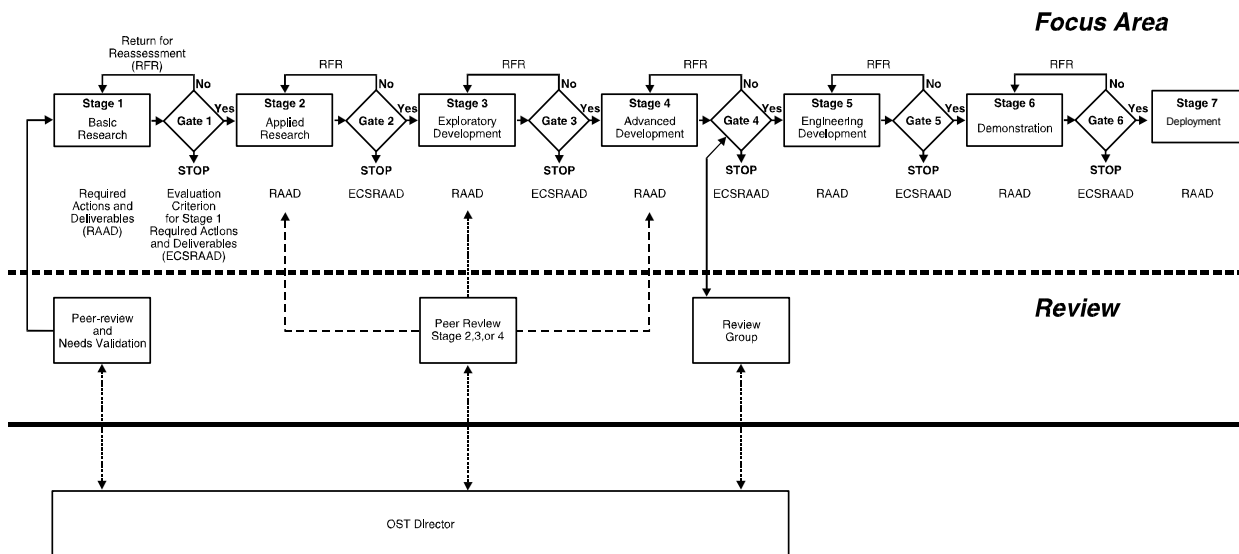 Focus Area
Return for
Reassessment
(RFR)
RFR
RFR
RFR
RFR
RFR
No
No
No
No
No
No
Stage 1
Basic
Research
Gate 1
Yes
Stage 2
Applied
Research
Gate 2
Yes
Stage 3
Exploratory
Development
Gate 3
Yes
Stage 4
Advanced
Development
Gate 4
Yes
Stage 5
Engineering
Development
Gate 5
Yes
Stage 6
Demonstration
Gate 6
Yes
Stage 7
Deployment
STOP
STOP
STOP
STOP
STOP
STOP
Required
Actions and
Deliverables
(RAAD)
Evaluation
Criterion
for Stage 1
Required Actions
and Deliverables
(ECSRAAD)
RAAD
ECSRAAD
RAAD
ECSRAAD
RAAD
ECSRAAD
RAAD
ECSRAAD
RAAD
ECSRAAD
RAAD
Review
Peer-review
and
Needs Validation
Peer Review
Stage 2,3,or 4
Review
Group
OST Director